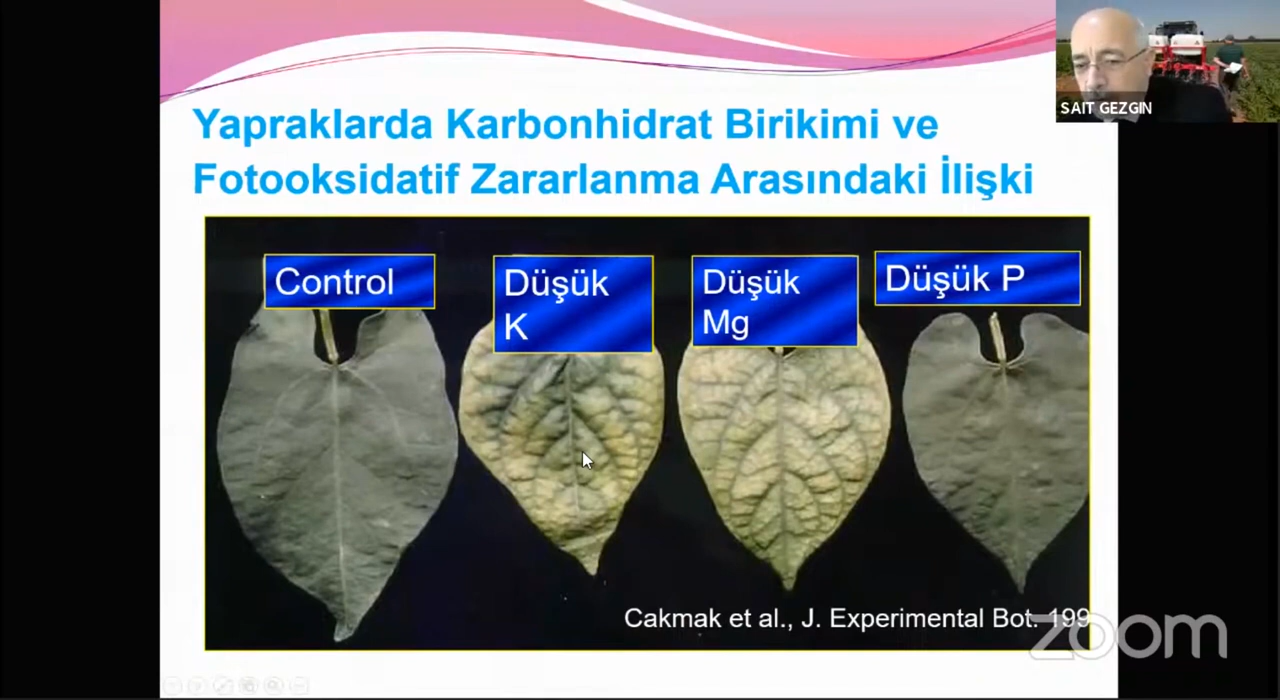 SAIT GEZGIN
Yapraklarda Karbonhidrat Birikimi ve
Fotooksidatif Zararlanma Arasındaki İlişki
Control
Düşük
K
Düşük
Mg
Düşük P
Cakmak et al., J. Experimental Bot. 199
zoom